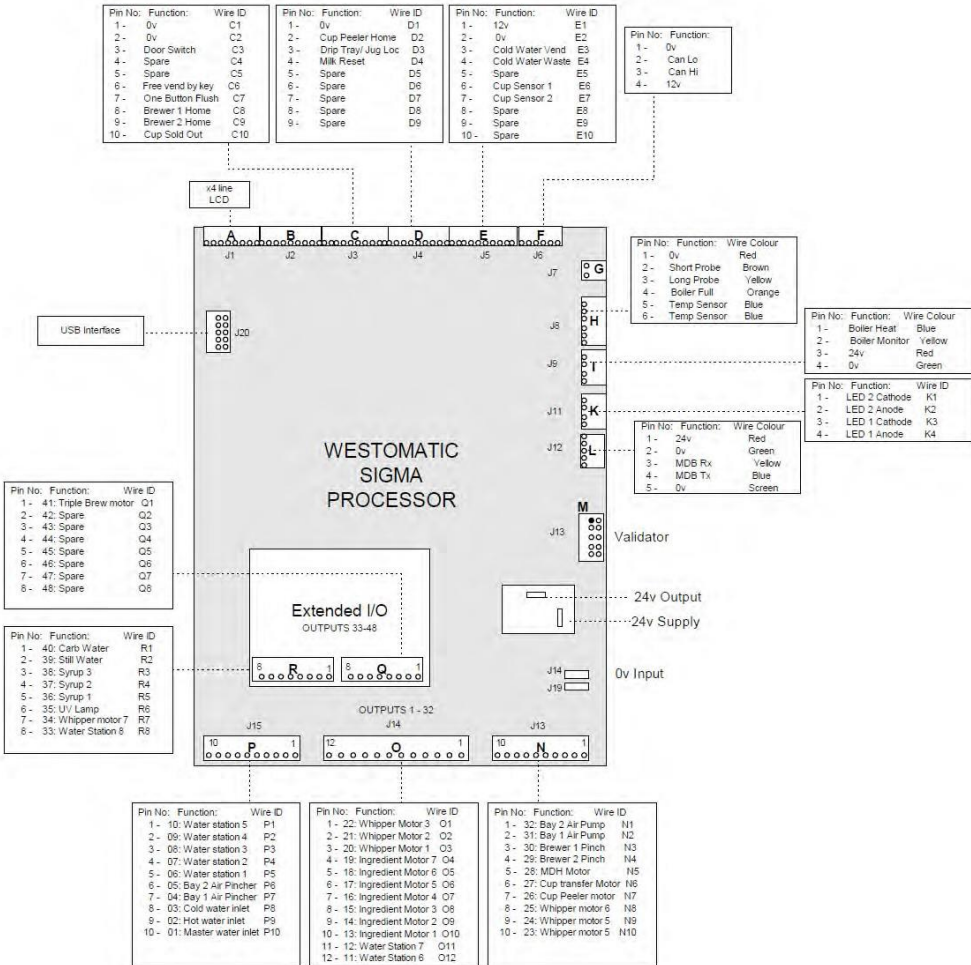 Pin No: Function: Wire ID
1 - 0v C1
2 - 0v C2
3 - Door Switch C3
4 - Spare C4
5 - Spare C5
6 - Free vend by key C6
7 - One Button Flush C7
8 - Brewer 1 Home C8
9 - Brewer 2 Home C9
10 - Cup Sold Out C10
Pin No: Function: Wire ID
1 - 0v D1
2 - Cup Peeler Home D2
3 - Drip Tray/ Jug Loc D3
4 - Milk Reset D4
5 - Spare D5
6 - Spare D6
7 - Spare D7
8 - Spare D8
9 - Spare D9
Pin No: Function: Wire ID
1 - 12v E1
2 - 0v E2
3 - Cold Water Vend E3
4 - Cold Water Waste E4
5 - Spare E5
6 - Cup Sensor 1 E6
7 - Cup Sensor 2 E7
8 - Spare E8
9 - Spare E9
10 - Spare E10
Pin No: Function:
1 - 0v
2 - Can Lo
3 - Can Hi
4 - 12v
x4 line
LCD
A B C D E F
J1 J2 J3 J4 J5 J6
J7 G
Pin No: Function: Wire Colour
1 - 0v Red
2 - Short Probe Brown
3 - Long Probe Yellow
4 - Boiler Full Orange
5 - Temp Sensor Blue
6 - Temp Sensor Blue
USB Interface
J20
J8 H
Pin No: Function: Wire Colour
1 - Boiler Heat Blue
2 - Boiler Monitor Yellow
3 - 24v Red
4 - 0v Green
J9 I
Pin No: Function: Wire ID
1 - LED 2 Cathode K1
2 - LED 2 Anode K2
3 - LED 1 Cathode K3
4 - LED 1 Anode K4
J11 K
J12 L
Pin No: Function: Wire Colour
1 - 24v Red
2 - 0v Green
3 - MDB Rx Yellow
4 - MDB Tx Blue
5 - 0v Screen
WESTOMATIC
SIGMA
PROCESSOR
M
J13 Validator
Pin No: Function: Wire ID
1 - 41: Triple Brew motor Q1
2 - 42: Spare Q2
3 - 43: Spare Q3
4 - 44: Spare Q4
5 - 45: Spare Q5
6 - 46: Spare Q6
7 - 47: Spare Q7
8 - 48: Spare Q8
24v Output
24v Supply
Extended I/O
OUTPUTS 33-48
Pin No: Function: Wire ID
1 - 40: Carb Water R1
2 - 39: Still Water R2
3 - 38: Syrup 3 R3
4 - 37: Syrup 2 R4
5 - 36: Syrup 1 R5
6 - 35: UV Lamp R6
7 - 34: Whipper motor 7 R7
8 - 33: Water Station 8 R8
8 R 1 8 Q 1
J14 0v Input
J19
OUTPUTS 1 - 32
J15 J14 J13
10 P 1 12 O 1 10 N 1
Pin No: Function: Wire ID
1 - 10: Water station 5 P1
2 - 09: Water station 4 P2
3 - 08: Water station 3 P3
4 - 07: Water station 2 P4
5 - 06: Water station 1 P5
6 - 05: Bay 2 Air Pincher P6
7 - 04: Bay 1 Air Pincher P7
8 - 03: Cold water inlet P8
9 - 02: Hot water inlet P9
10 - 01: Master water inlet P10
Pin No: Function: Wire ID
1 - 22: Whipper Motor 3 O1
2 - 21: Whipper Motor 2 O2
3 - 20: Whipper Motor 1 O3
4 - 19: Ingredient Motor 7 O4
5 - 18: Ingredient Motor 6 O5
6 - 17: Ingredient Motor 5 O6
7 - 16: Ingredient Motor 4 O7
8 - 15: Ingredient Motor 3 O8
9 - 14: Ingredient Motor 2 O9
10 - 13: Ingredient Motor 1 O10
11 - 12: Water Station 7 O11
12 - 11: Water Station 6 O12
Pin No: Function: Wire ID
1 - 32: Bay 2 Air Pump N1
2 - 31: Bay 1 Air Pump N2
3 - 30: Brewer 1 Pinch N3
4 - 29: Brewer 2 Pinch N4
5 - 28: MDH Motor N5
6 - 27: Cup transfer Motor N6
7 - 26: Cup Peeler motor N7
8 - 25: Whipper motor 6 N8
9 - 24: Whipper motor 5 N9
10 - 23: Whipper motor 5 N10